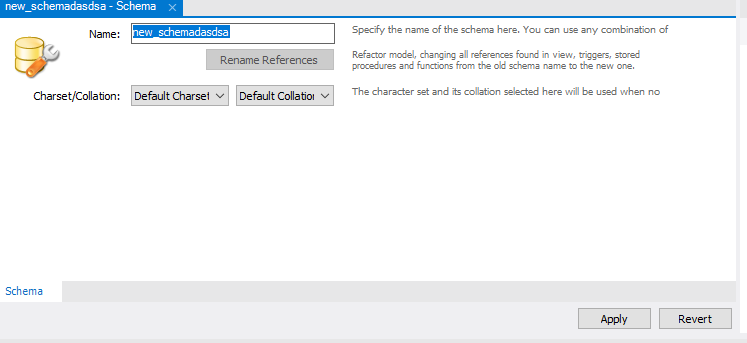 new_schemadasdsa - Schema
Name:
new_schemadasdsa
Specify the name of the schema here. You can use any combination of
Rename References
Refactor model, changing all references found in view, triggers, stored
procedures and functions from the old schema name to the new one.
Charset/Collation:
Default Charset
Default Collation
The character set and its collation selected here will be used when no
Schema
Apply
Revert